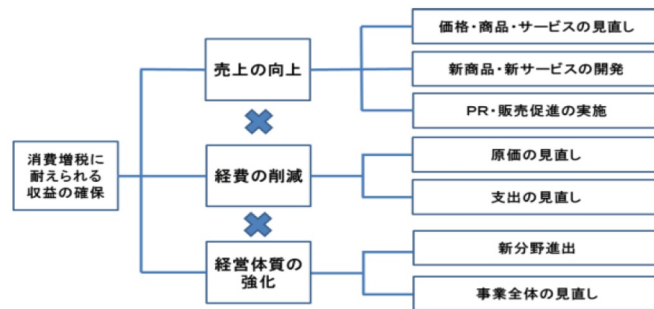 消費増税に
耐えられる
収益の確保
売上の向上
価格・商品・サービスの見直し
新商品・新サービスの開発
PR・販売促進の実施
経費の削減
原価の見直し
支出の見直し
経営体質の
強化
新分野進出
事業全体の見直し